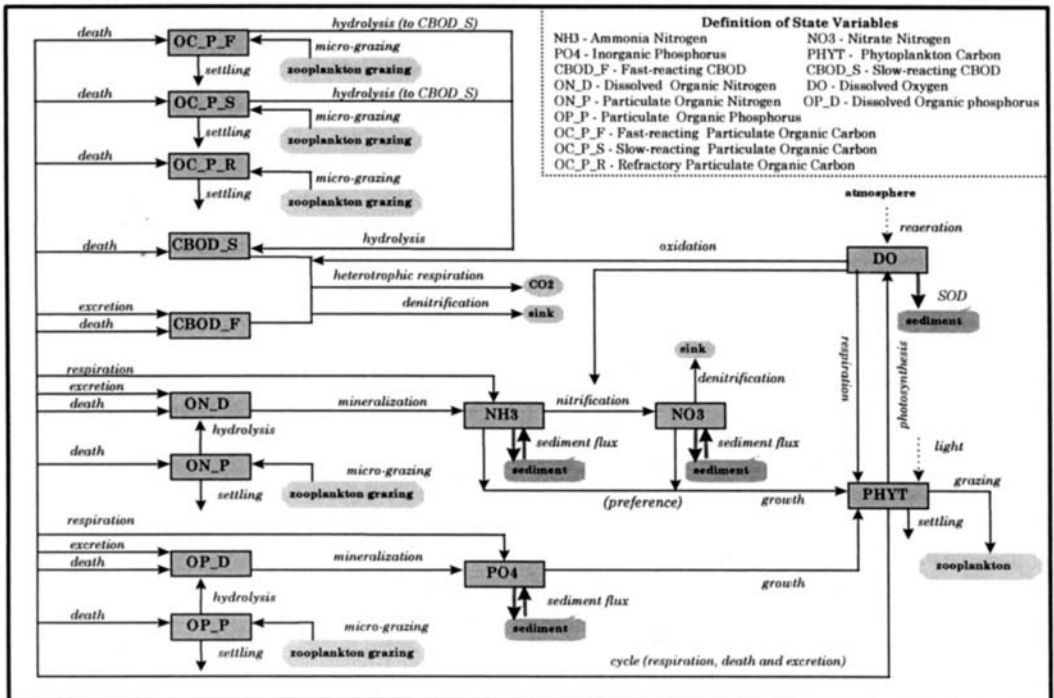 Definition of State Variables
NH3 - Ammonia Nitrogen NO3 - Nitrate Nitrogen
PO4 - Inorganic Phosphorus PHYT - Phytoplankton Carbon
CBOD_F - Fast-reacting CBOD CBOD_S - Slow-reacting CBOD
ON_D - Dissolved Organic Nitrogen DO - Dissolved Oxygen
ON_P - Particulate Organic Nitrogen OP_D - Dissolved Organic phosphorus
OP_P - Particulate Organic Phosphorus
OC_P_F - Fast-reacting Particulate Organic Carbon
OC_P_S - Slow-reacting Particulate Organic Carbon
OC_P_R - Refractory Particulate Organic Carbon
hydrolysis (to CBOD_S)
death
OC_P_F
micro-grazing
settling
zooplankton grazing
death
OC_P_S
hydrolysis (to CBOD_S)
micro-grazing
settling
zooplankton grazing
death
OC_P_R
micro-grazing
settling
zooplankton grazing
atmosphere
reaeration
death
CBOD_S
hydrolysis
oxidation
DO
heterotrophic respiration
CO2
SOD
excretion
denitrification
sink
sediment
death
CBOD_F
respiration
photosynthesis
sink
denitrification
respiration
excretion
death
ON_D
mineralization
NH3
nitrification
NO3
hydrolysis
sediment flux
sediment flux
light
death
ON_P
micro-grazing
sediment
sediment
settling
zooplankton grazing
(preference)
growth
PHYT
grazing
settling
respiration
excretion
death
OP_D
mineralization
PO4
growth
zooplankton
hydrolysis
sediment flux
death
OP_P
micro-grazing
sediment
settling
zooplankton grazing
cycle (respiration, death and excretion)